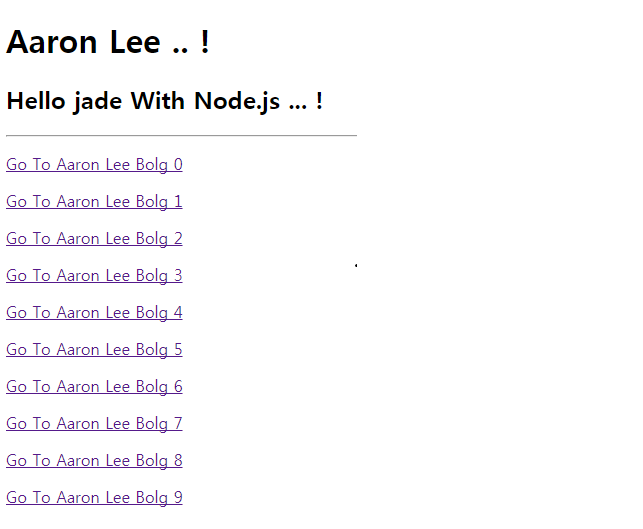 Aaron Lee .. !
Hello jade With Node.js ... !
Go To Aaron Lee Bolg 0
Go To Aaron Lee Bolg 1
Go To Aaron Lee Bolg 2
Go To Aaron Lee Bolg 3
Go To Aaron Lee Bolg 4
Go To Aaron Lee Bolg 5
Go To Aaron Lee Bolg 6
Go To Aaron Lee Bolg 7
Go To Aaron Lee Bolg 8
Go To Aaron Lee Bolg 9